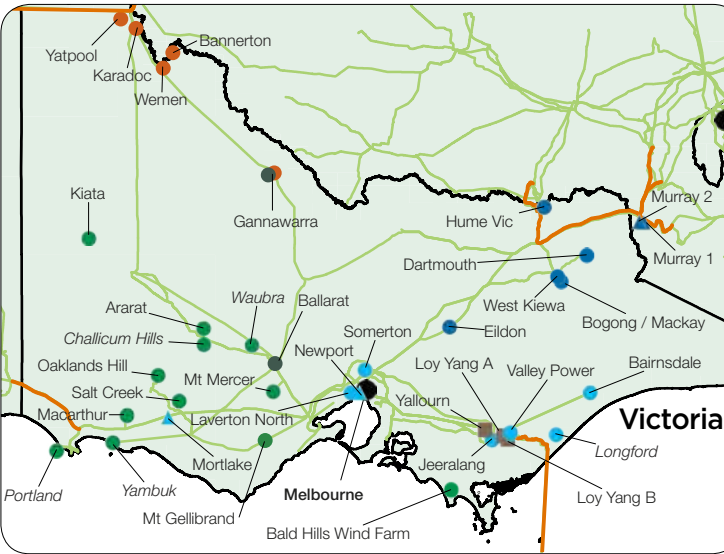 Yatpool
Bannerton
Karadoc
Wemen
Kiata
Gannawarra
Hume Vic
Murray 2
Murray 1
Dartmouth
West Kiewa
Bogong / Mackay
Ararat
Waubra
Ballarat
Challicum Hills
Somerton
Eildon
Newport
Oaklands Hill
Loy Yang A
Valley Power
Bairnsdale
Salt Creek
Mt Mercer
Yallourn
Macarthur
Laverton North
Victoria
Mortlake
Jeeralang
Longford
Portland
Yambuk
Melbourne
Loy Yang B
Mt Gellibrand
Bald Hills Wind Farm